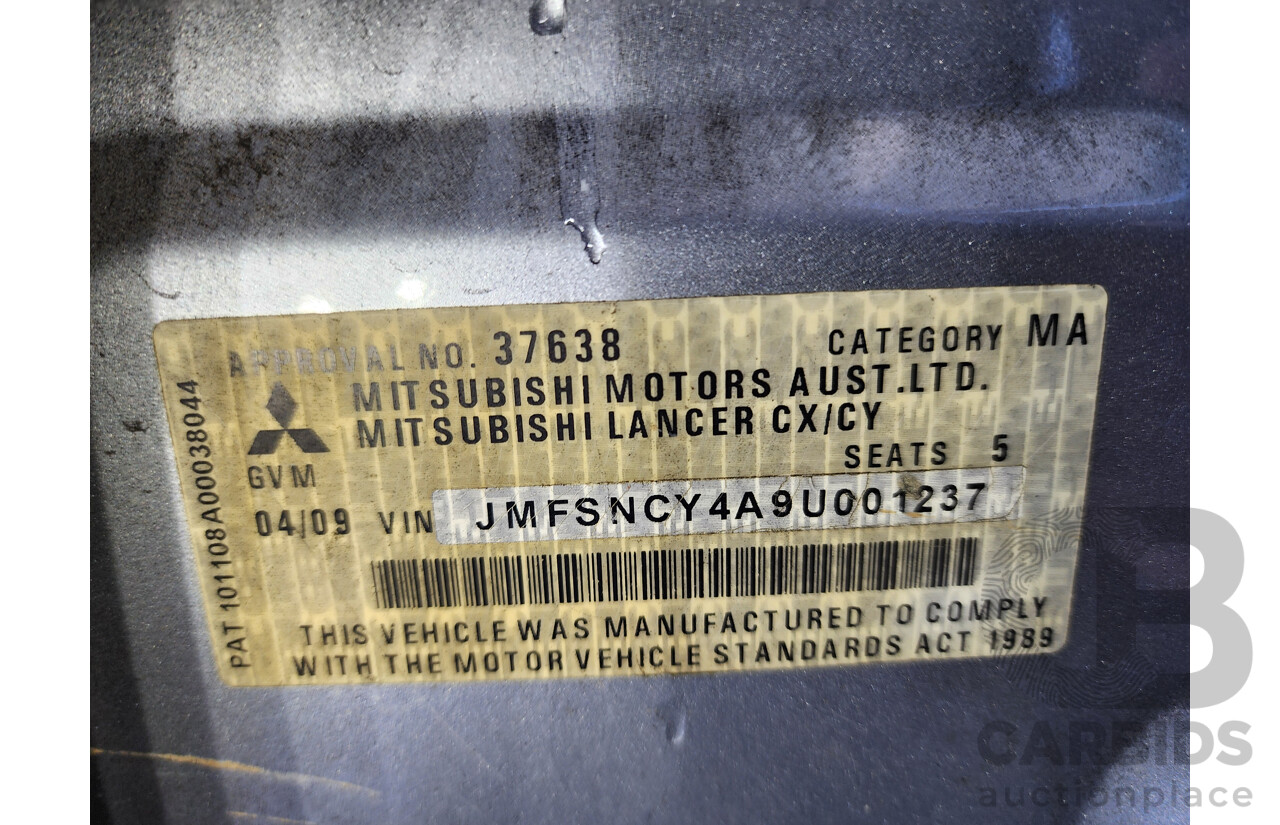 APPROVAL NO. 37638 CATEGORY MA
MITSUBISHI MOTORS AUST.LTD.
MITSUBISHI LANCER CX/CY
GVM SEATS 5
04/09 VIN JMFSNCY4A9U001237
THIS VEHICLE WAS MANUFACTURED TO COMPLY
WITH THE MOTOR VEHICLE STANDARDS ACT 1989
PAT 101108A00038044
CARBIDS
auctionplace